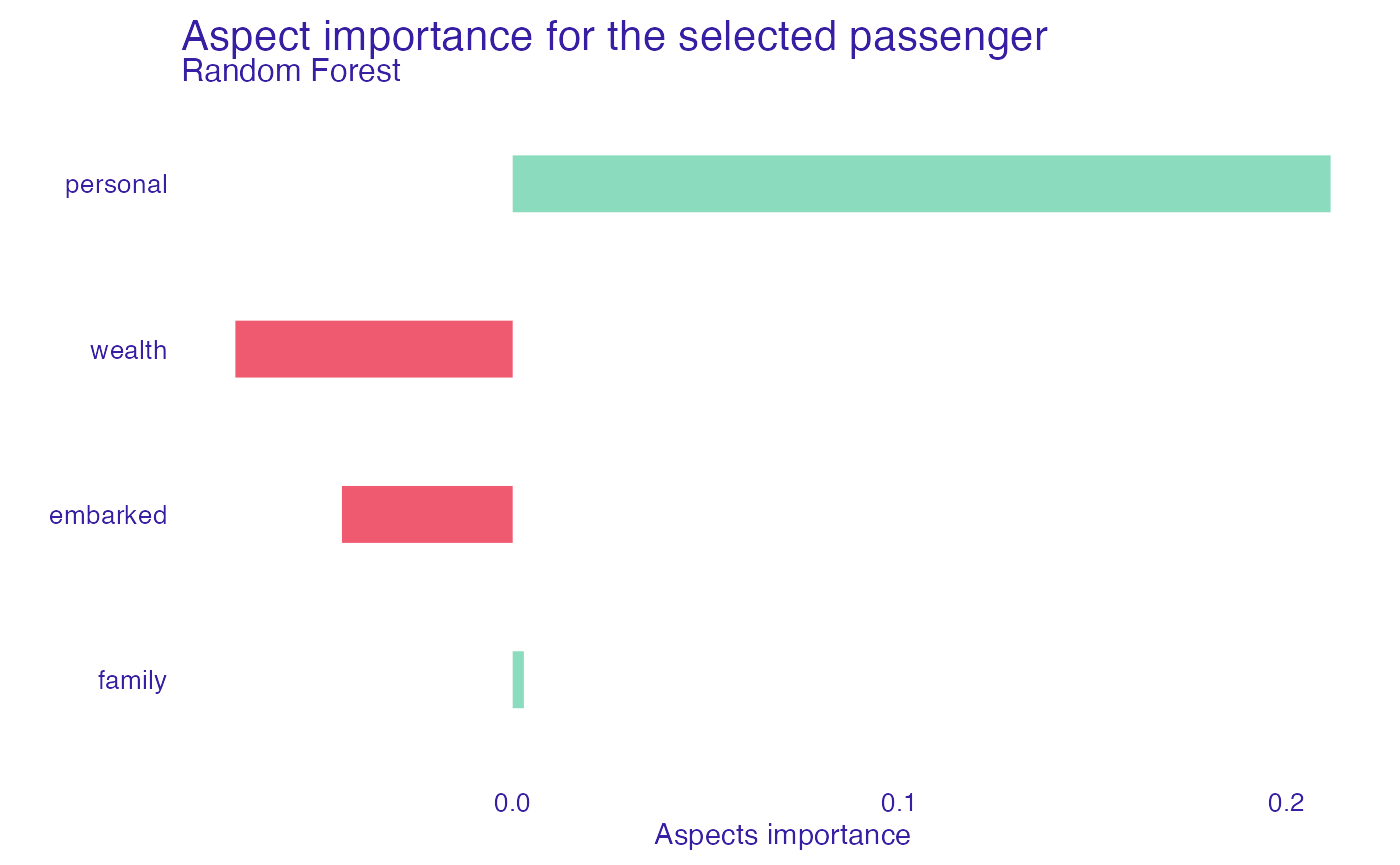 Aspect importance for the selected passenger
Random Forest
personal
wealth
embarked
family
0.0 0.1 0.2
Aspects importance